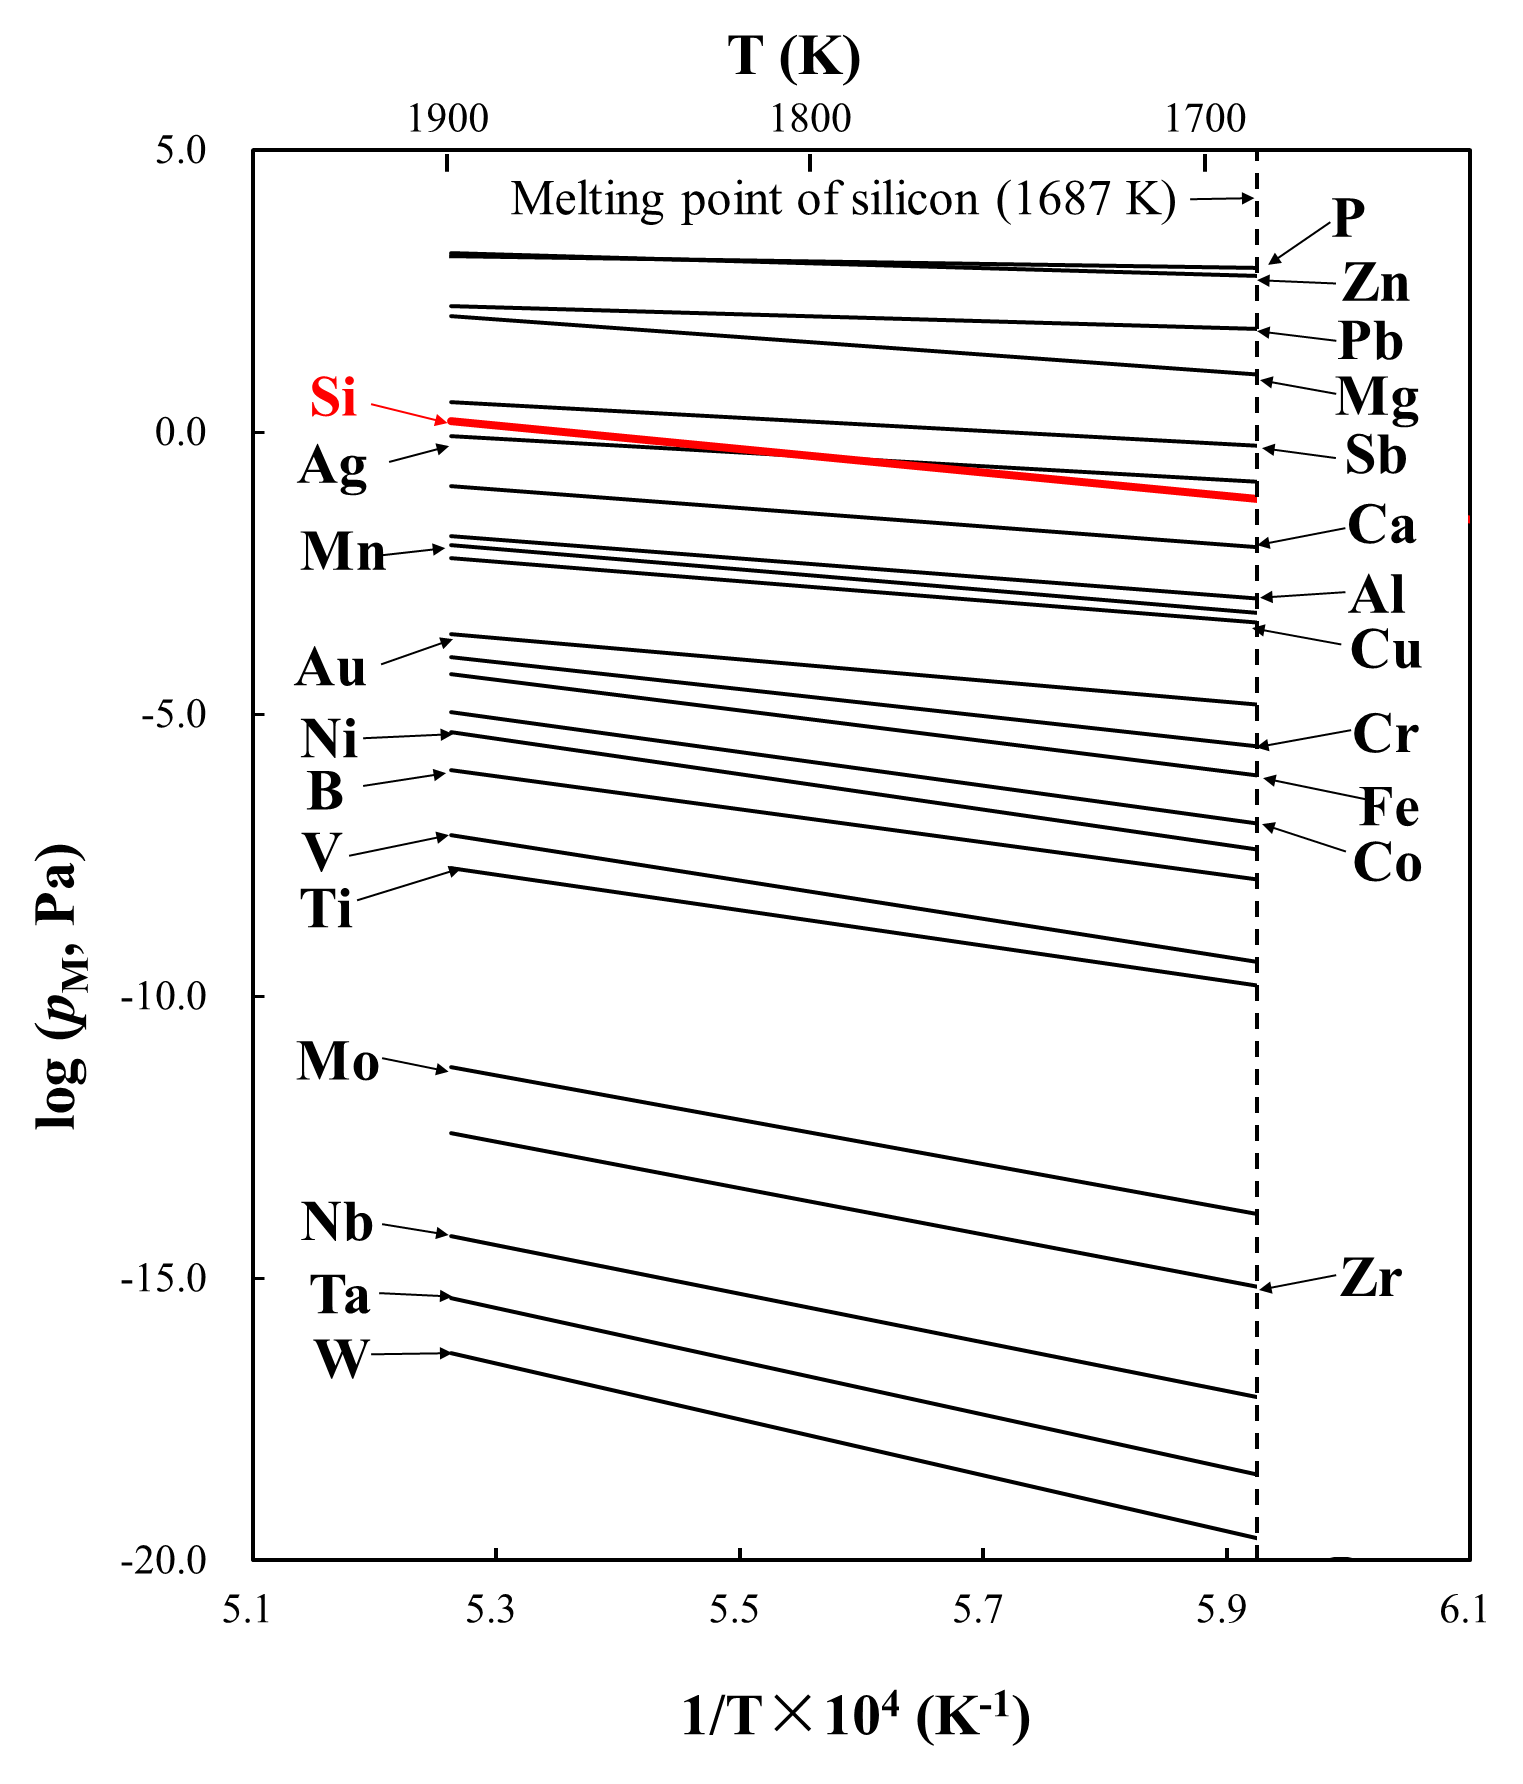 T (K)
1900 1800 1700
5.0
Melting point of silicon (1687 K)
P
Zn
Pb
Mg
Si
0.0
Sb
Ag
Ca
Mn
Al
Cu
Au
-5.0
Ni
Cr
B
Fe
V
Co
Ti
log (pM, Pa)
-10.0
Mo
Nb
-15.0
Zr
Ta
W
-20.0
5.1 5.3 5.5 5.7 5.9 6.1
1/T×10⁴ (K⁻¹)